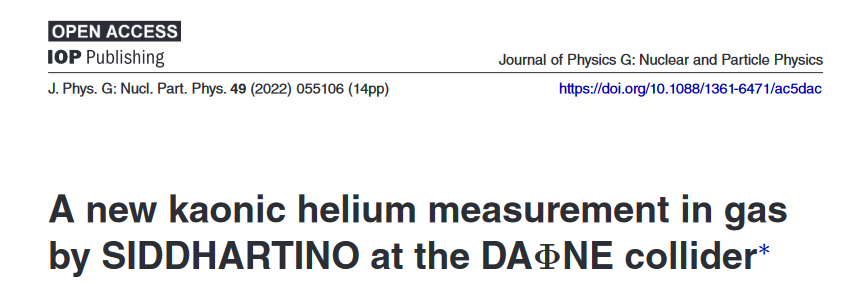 OPEN ACCESS
IOP Publishing
Journal of Physics G: Nuclear and Particle Physics
J. Phys. G: Nucl. Part. Phys. 49 (2022) 055106 (14pp)
https://doi.org/10.1088/1361-6471/ac5dac
A new kaonic helium measurement in gas
by SIDDHARTINO at the DAΦNE collider*